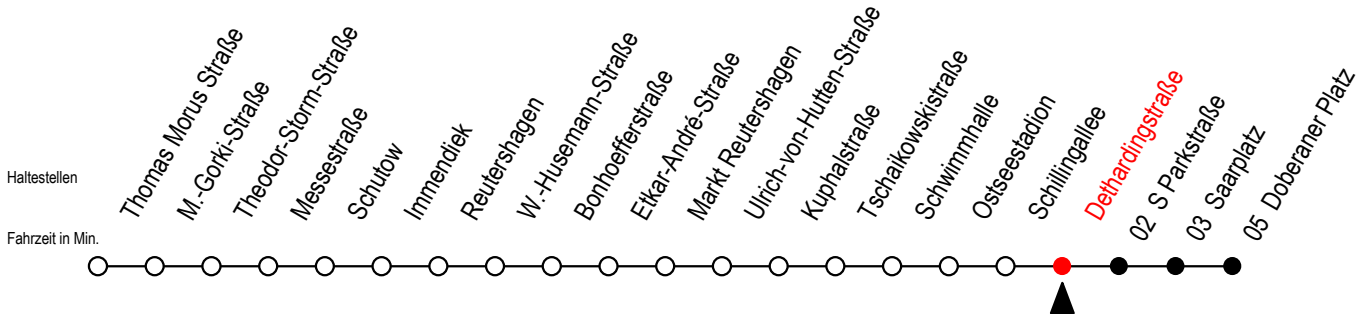 Haltestellen
Fahrzeit in Min.
Thomas Morus Straße
M.-Gorki-Straße
Theodor-Storm-Straße
Messestraße
Schutow
Immendiek
Reutershagen
W.-Husemann-Straße
Bonhoefferstraße
Etkar-André-Straße
Markt Reutershagen
Ulrich-von-Hutten-Straße
Kuphalstraße
Tschaikowskistraße
Schwimmhalle
Ostseestadion
Schillingallee
Dethardingstraße
02 S Parkstraße
03 Saarplatz
05 Doberaner Platz